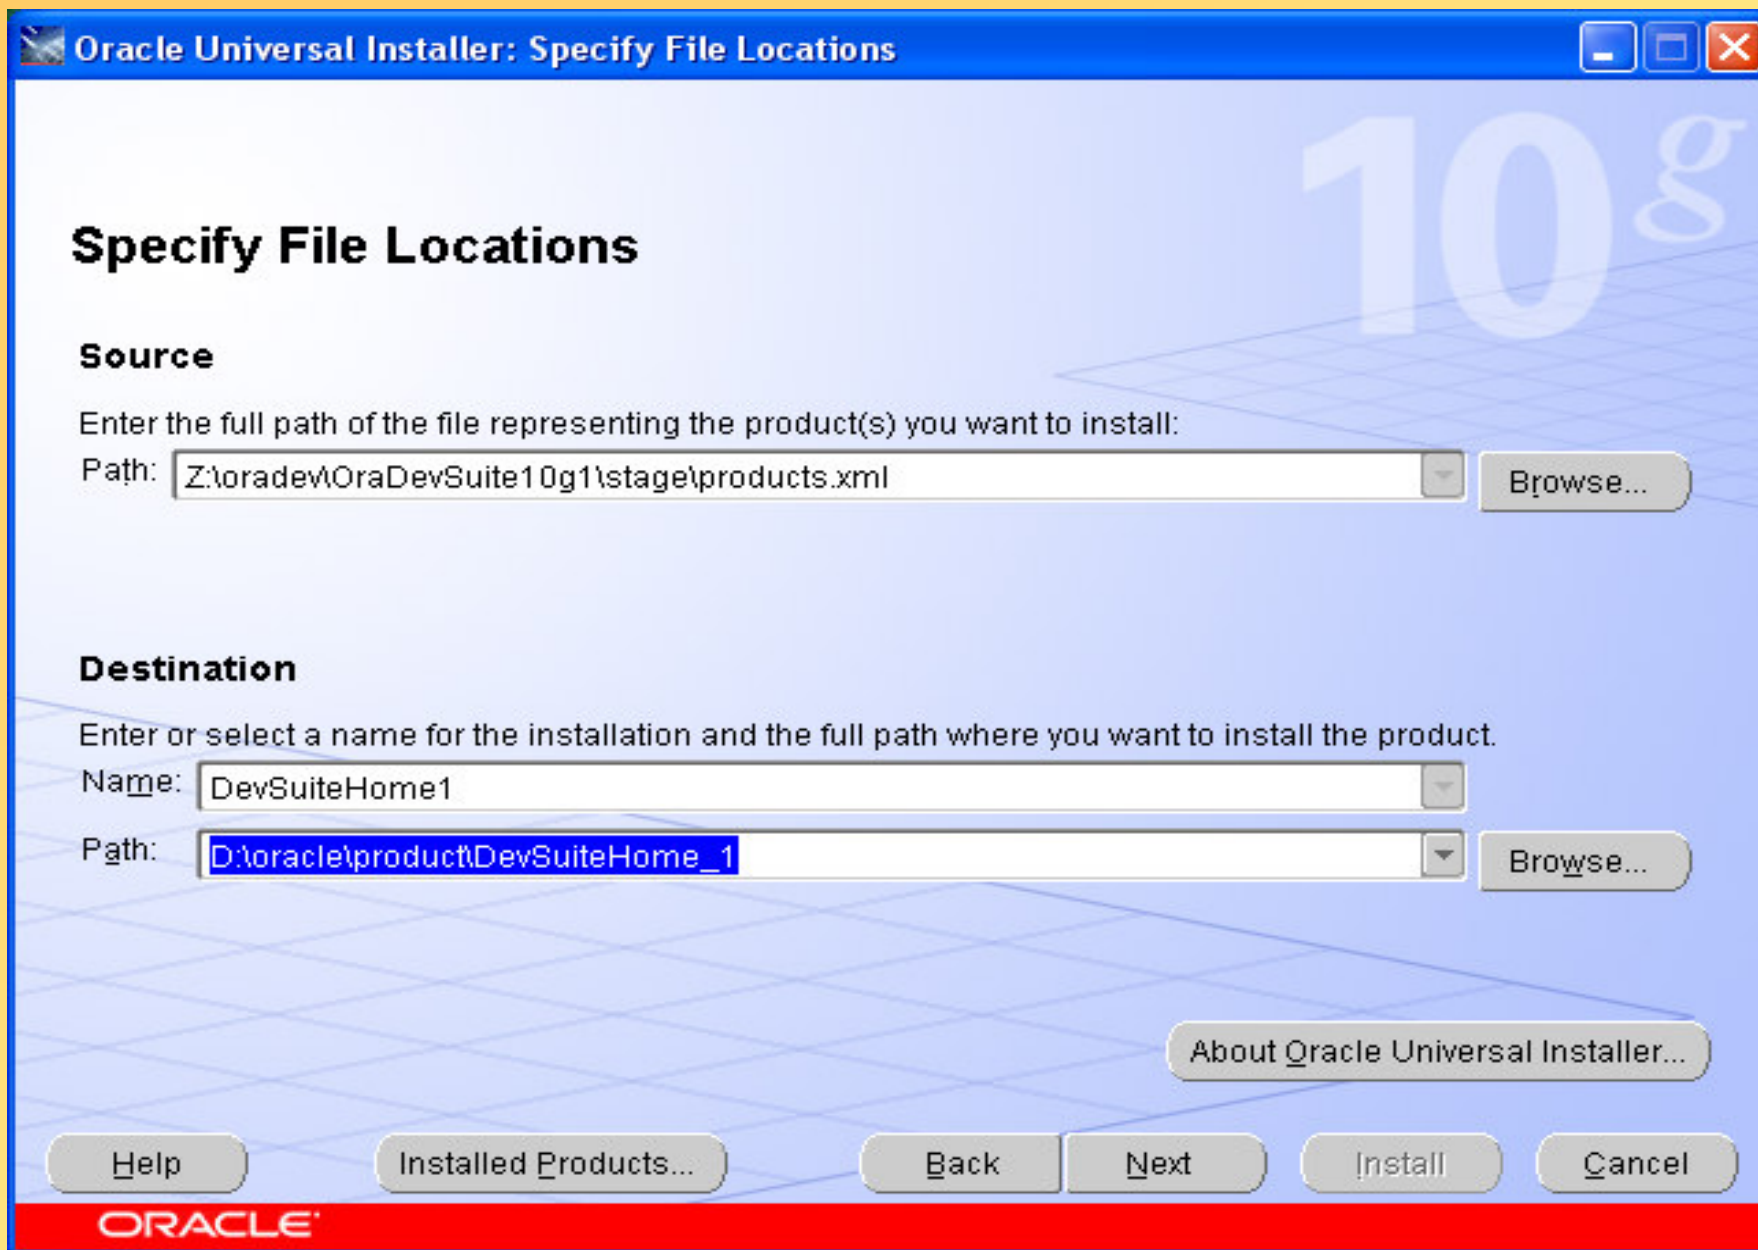 Oracle Universal Installer: Specify File Locations
10g
Specify File Locations
Source
Enter the full path of the file representing the product(s) you want to install:
Path: Z:\oradev\OraDevSuite10g1\stage\products.xml Browse...
Destination
Enter or select a name for the installation and the full path where you want to install the product.
Name: DevSuiteHome1
Path: D:\oracle\product\DevSuiteHome_1 Browse...
About Oracle Universal Installer...
Help Installed Products... Back Next Install Cancel
ORACLE